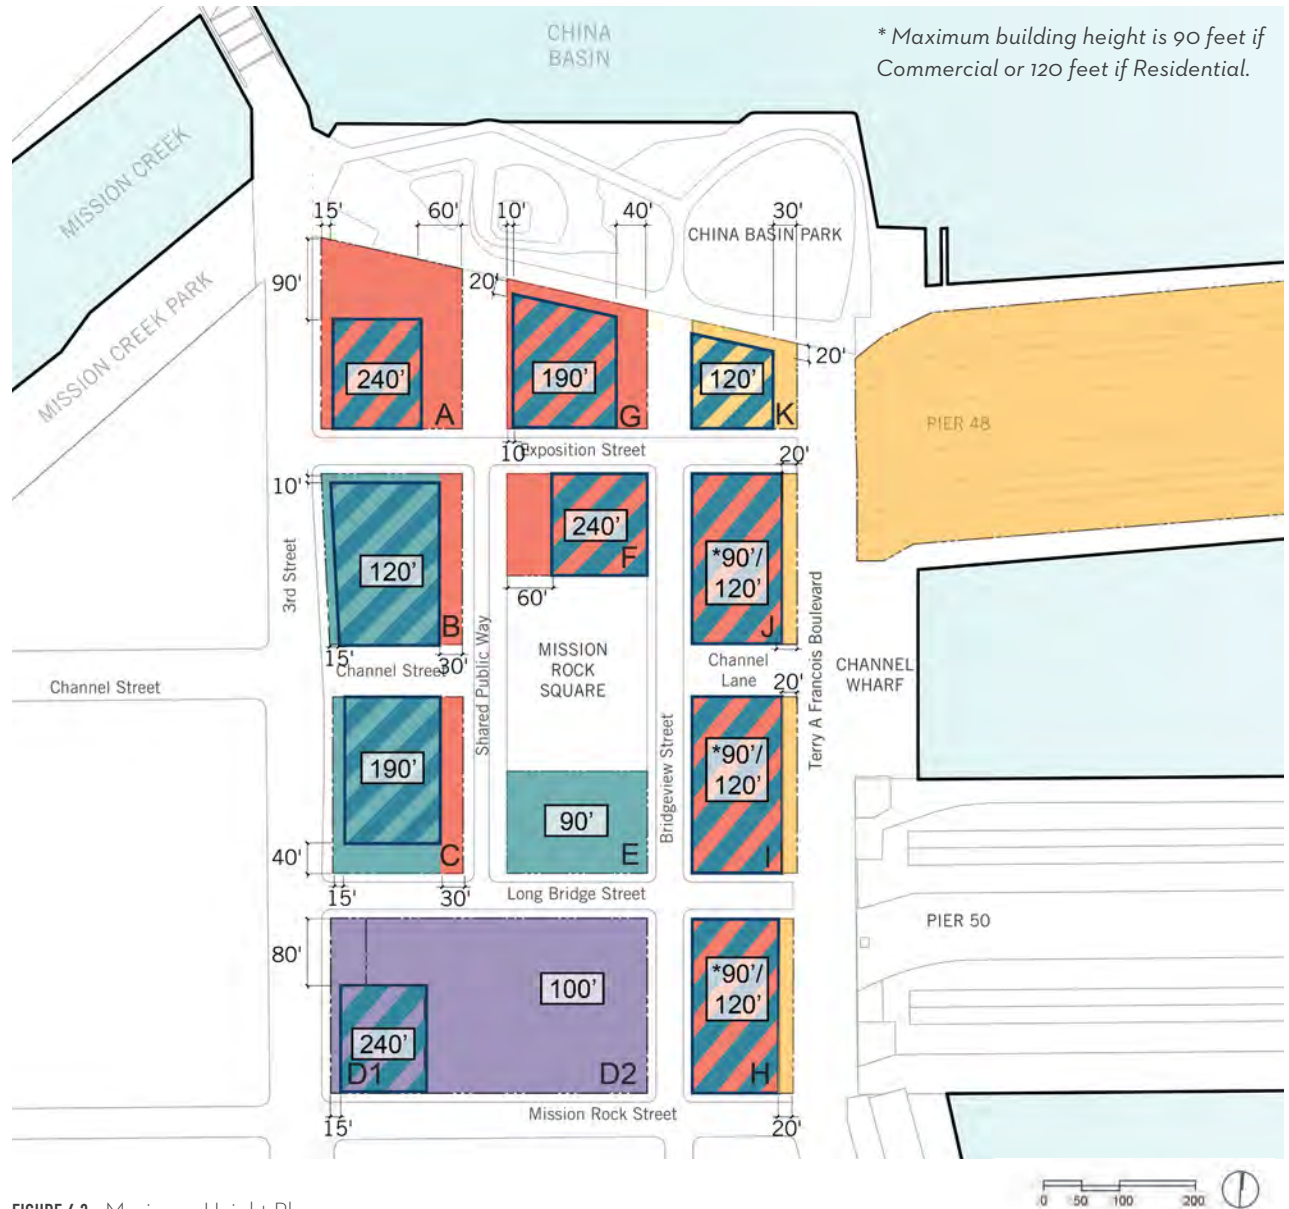 CHINA
BASIN
* Maximum building height is 90 feet if
Commercial or 120 feet if Residential.
MISSION CREEK
MISSION CREEK PARK
15'
60'
10'
40'
30'
CHINA BASIN PARK
90'
20'
20'
240'
A
190'
G
120'
K
PIER 48
10'
Exposition Street
20'
10'
3rd Street
120'
B
240'
F
60'
*90'/
120'
J
15'
30'
Channel Street
Channel Street
Shared Public Way
MISSION
ROCK
SQUARE
Channel
Lane
20'
Terry A Francois Boulevard
CHANNEL
WHARF
190'
C
90'
E
Bridgeview Street
*90'/
120'
I
40'
15'
30'
Long Bridge Street
80'
100'
240'
D1
D2
*90'/
120'
H
PIER 50
15'
Mission Rock Street
20'
0 50 100 200